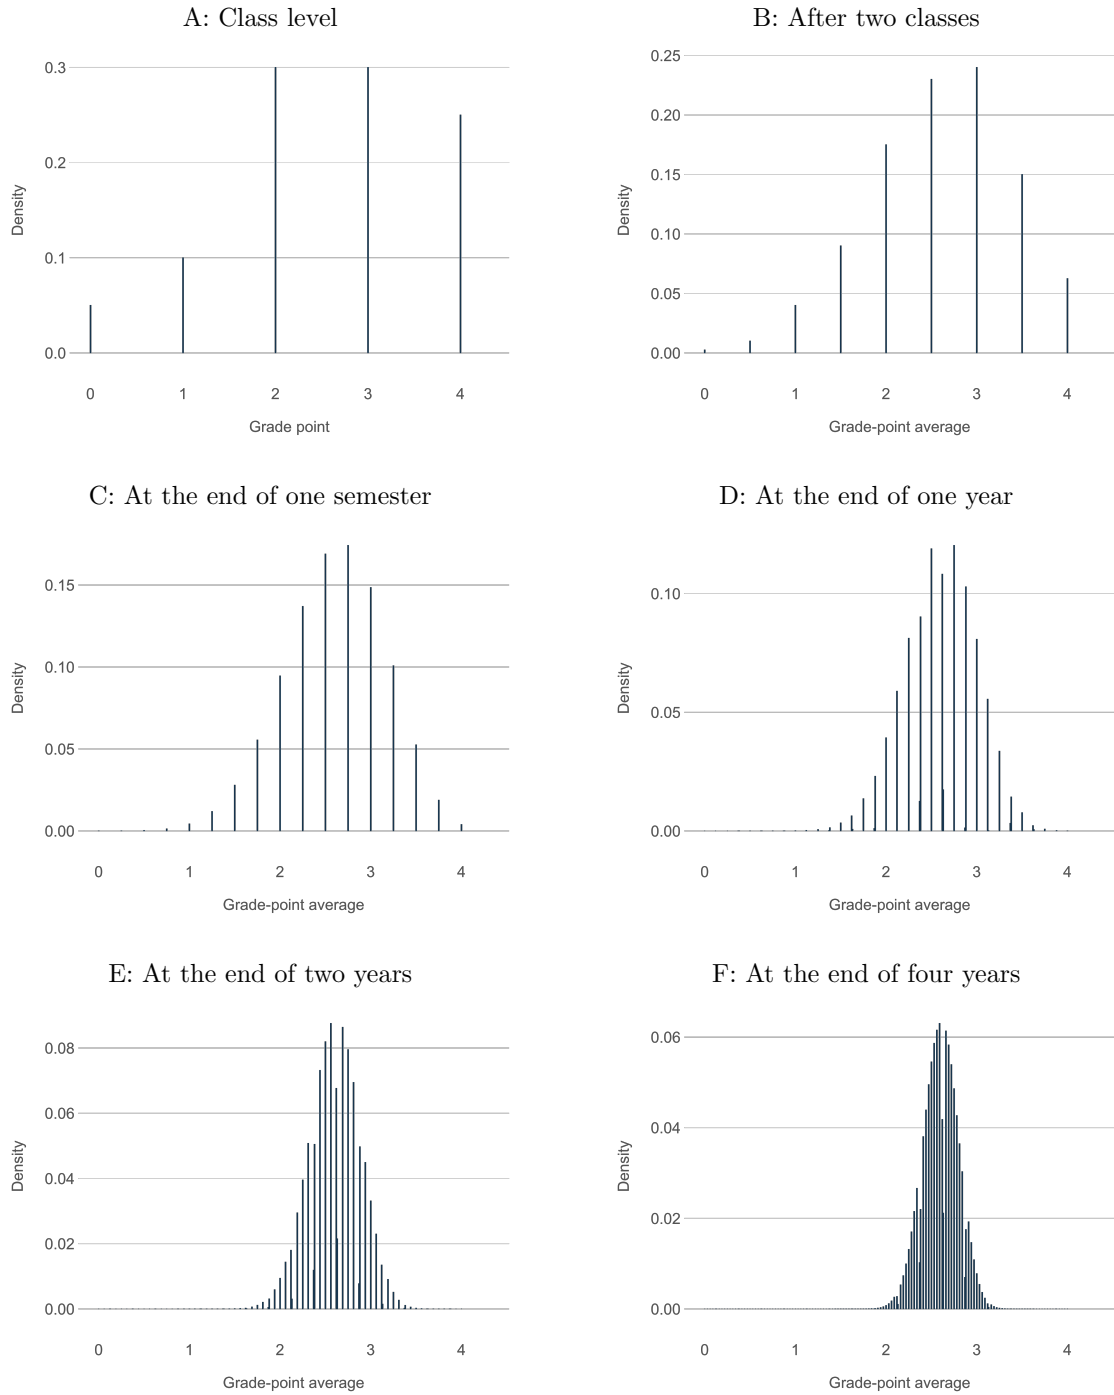 A: Class level
0.3
0.2
0.1
0.0
Density
0 1 2 3 4
Grade point
B: After two classes
0.25
0.20
0.15
0.10
0.05
0.00
Density
0 1 2 3 4
Grade-point average
C: At the end of one semester
0.15
0.10
0.05
0.00
Density
0 1 2 3 4
Grade-point average
D: At the end of one year
0.10
0.05
0.00
Density
0 1 2 3 4
Grade-point average
E: At the end of two years
0.08
0.06
0.04
0.02
0.00
Density
0 1 2 3 4
Grade-point average
F: At the end of four years
0.06
0.04
0.02
0.00
Density
0 1 2 3 4
Grade-point average